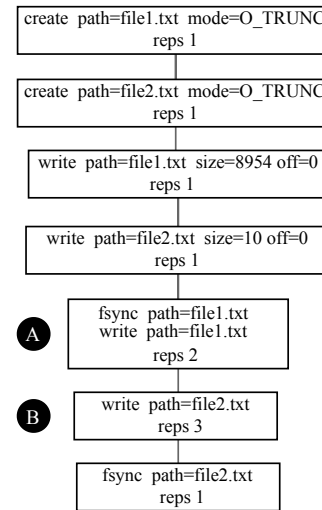 create path=file1.txt mode=O_TRUNC
reps 1
create path=file2.txt mode=O_TRUNC
reps 1
write path=file1.txt size=8954 off=0
reps 1
write path=file2.txt size=10 off=0
reps 1
A
fsync path=file1.txt
write path=file1.txt
reps 2
B
write path=file2.txt
reps 3
fsync path=file2.txt
reps 1